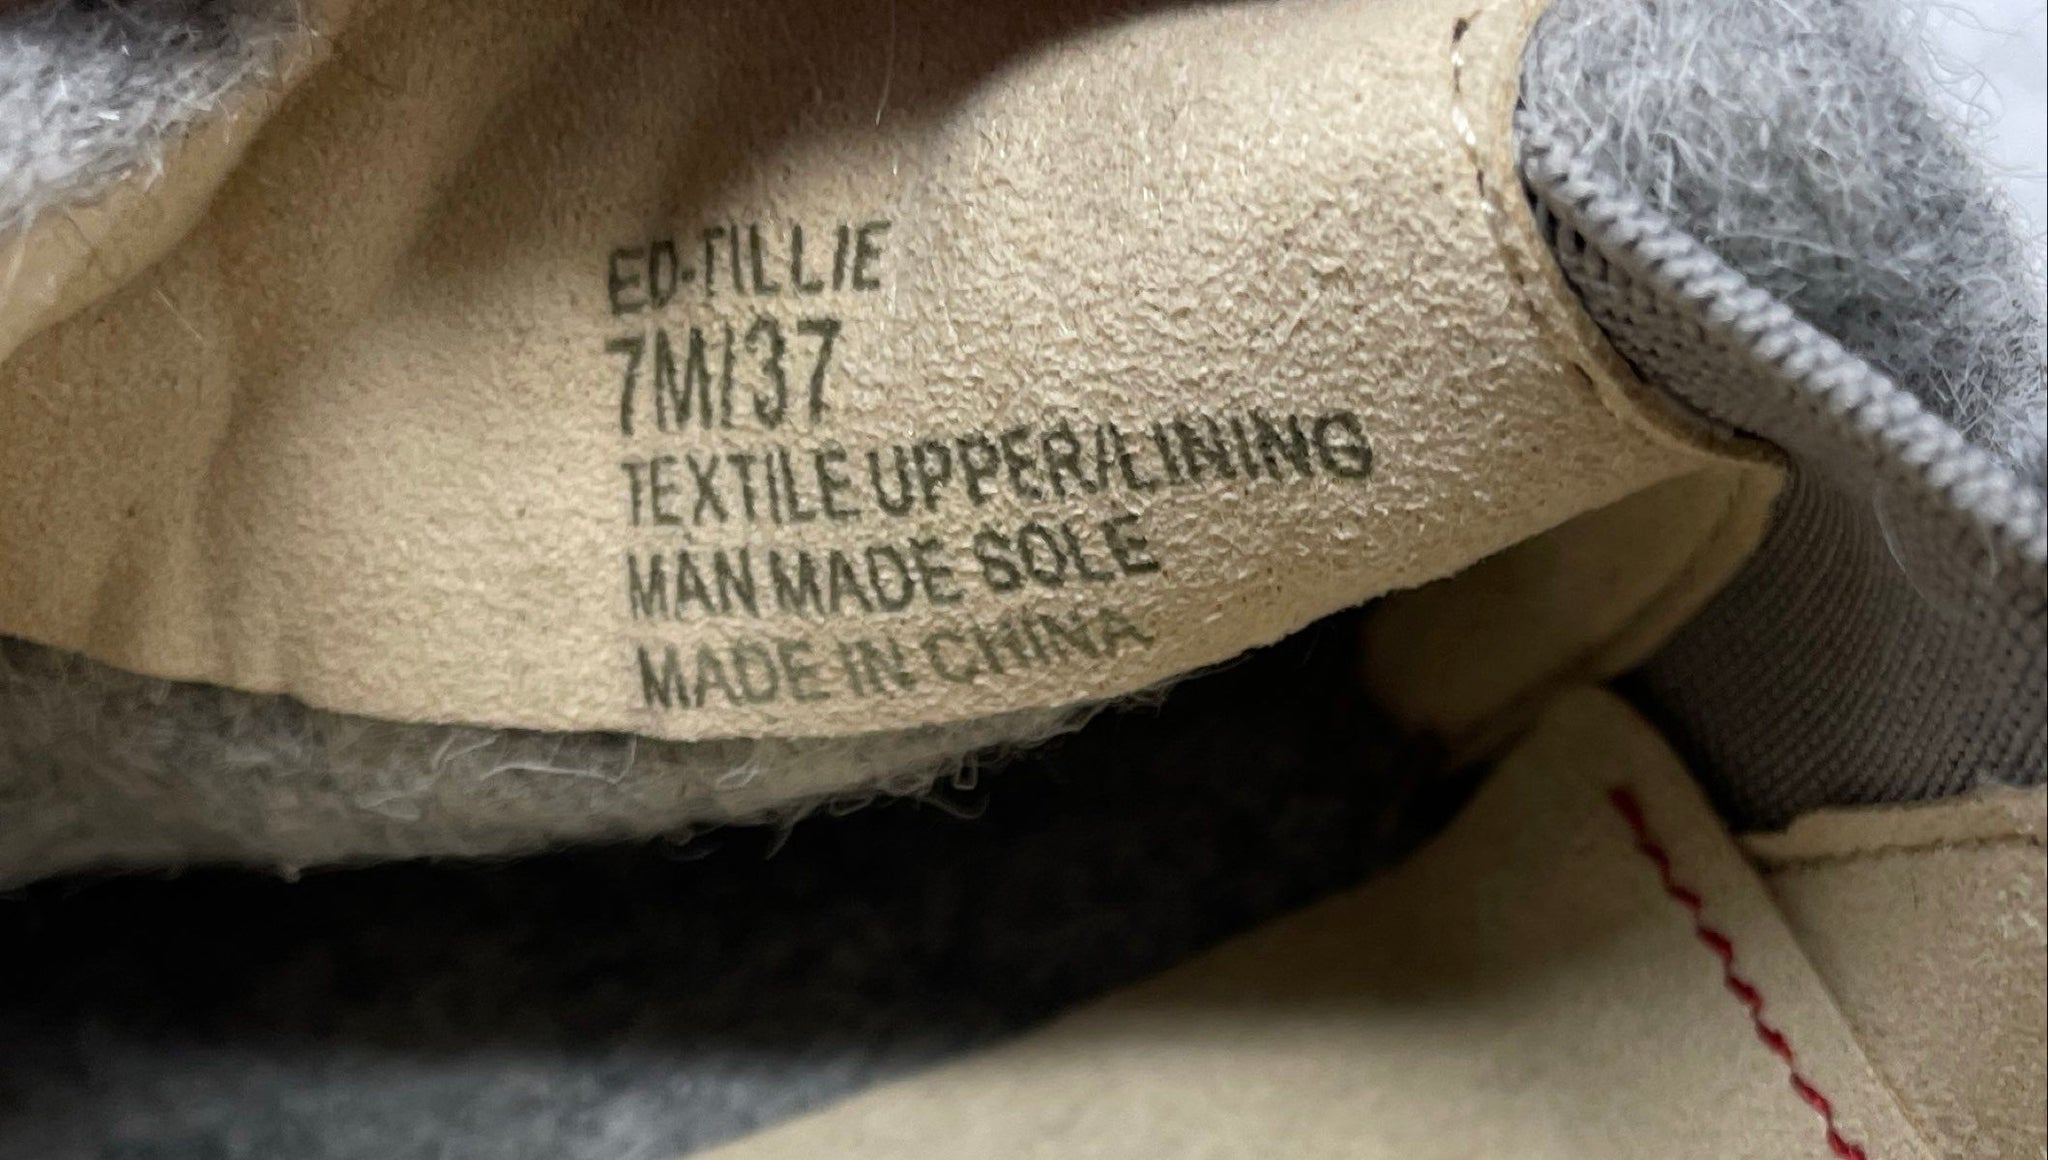 ED-TILLIE
7M/37
TEXTILE UPPER/LINING
MAN MADE SOLE
MADE IN CHINA